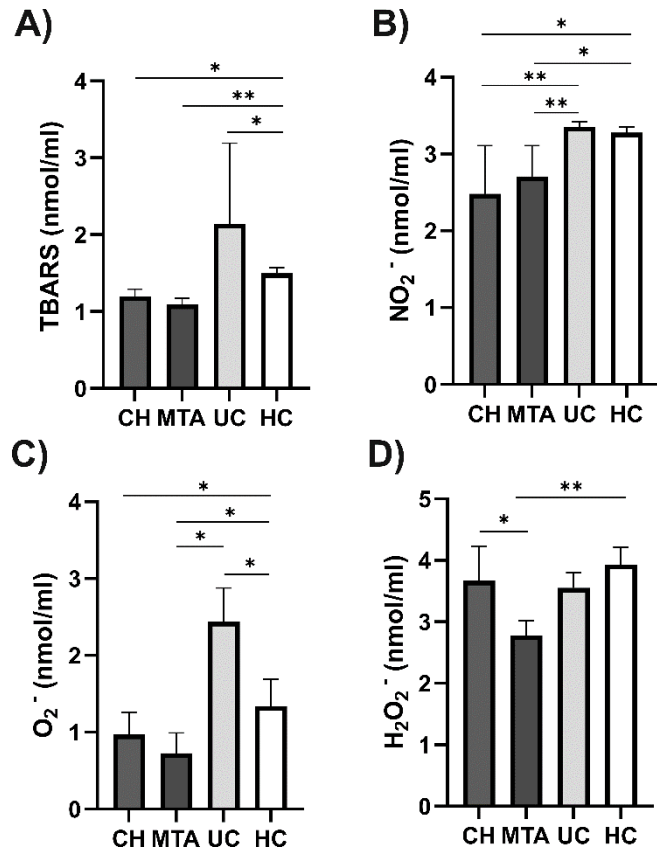 A)
TBARS (nmol/ml)
4
3
2
1
0
*
**
*
CH MTA UC HC
B)
NO₂⁻ (nmol/ml)
4
3
2
1
0
*
*
**
**
CH MTA UC HC
C)
O₂⁻ (nmol/ml)
4
3
2
1
0
*
*
*
*
CH MTA UC HC
D)
H₂O₂⁻ (nmol/ml)
5
4
3
2
1
0
**
*
CH MTA UC HC